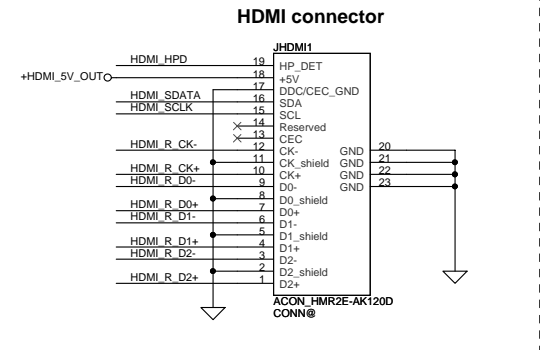 HDMI connector
JHDMI1
HDMI_HPD 19 HP_DET
+HDMI_5V_OUT 18 +5V
17 DDC/CEC_GND
HDMI_SDATA 16 SDA
HDMI_SCLK 15 SCL
14 Reserved
13 CEC
HDMI_R_CK- 12 CK- GND 20
11 CK_shield GND 21
HDMI_R_CK+ 10 CK+ GND 22
HDMI_R_D0- 9 D0- GND 23
8 D0_shield
HDMI_R_D0+ 7 D0+
HDMI_R_D1- 6 D1-
5 D1_shield
HDMI_R_D1+ 4 D1+
HDMI_R_D2- 3 D2-
2 D2_shield
HDMI_R_D2+ 1 D2+
ACON_HMR2E-AK120D
CONN@